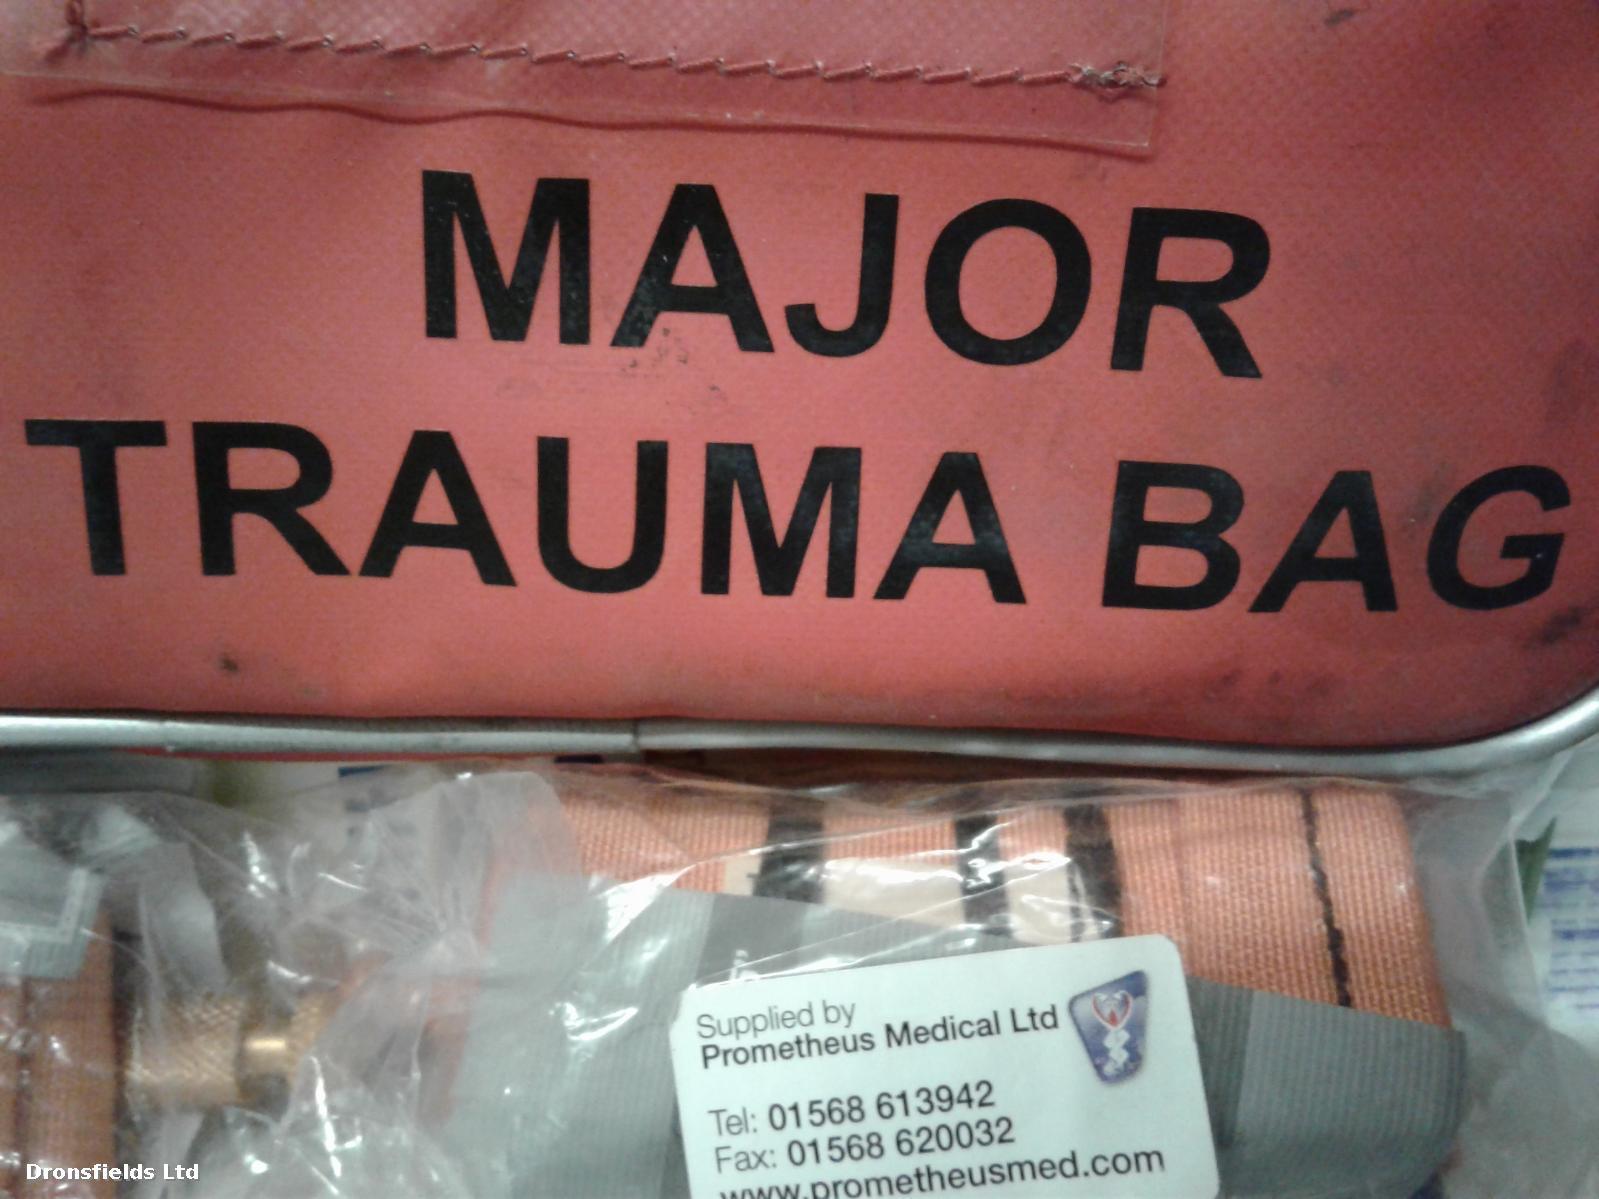 MAJOR
TRAUMA BAG
Supplied by
Prometheus Medical Ltd
Tel: 01568 613942
Fax: 01568 620032
www.prometheusmed.com
Dronsfields Ltd